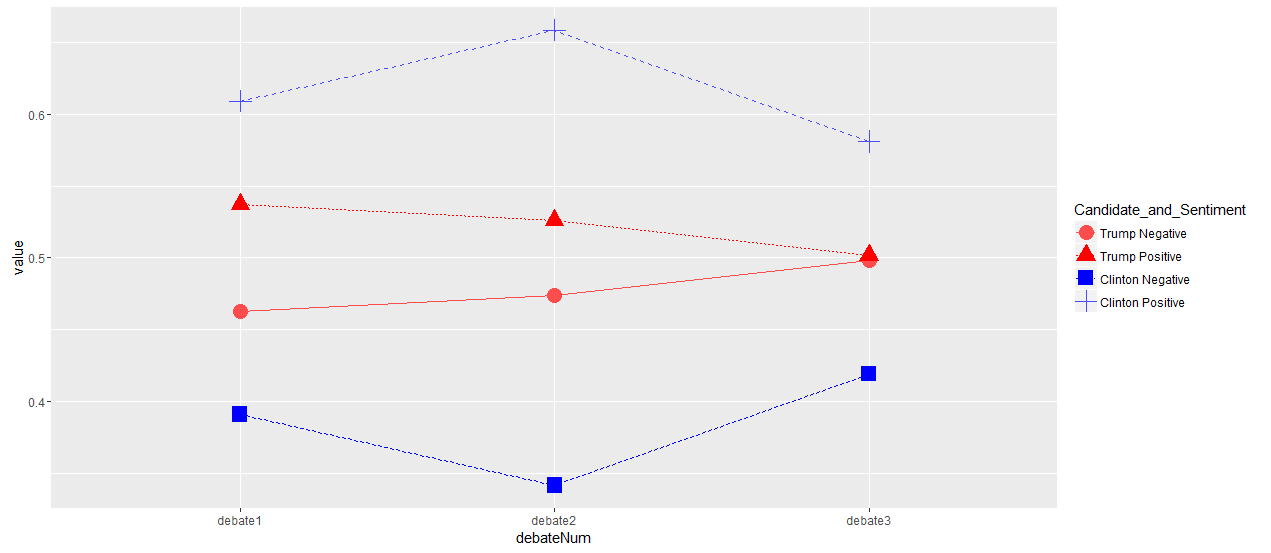 0.6
0.5
0.4
value
debate1
debate2
debate3
debateNum
Candidate_and_Sentiment
Trump Negative
Trump Positive
Clinton Negative
Clinton Positive